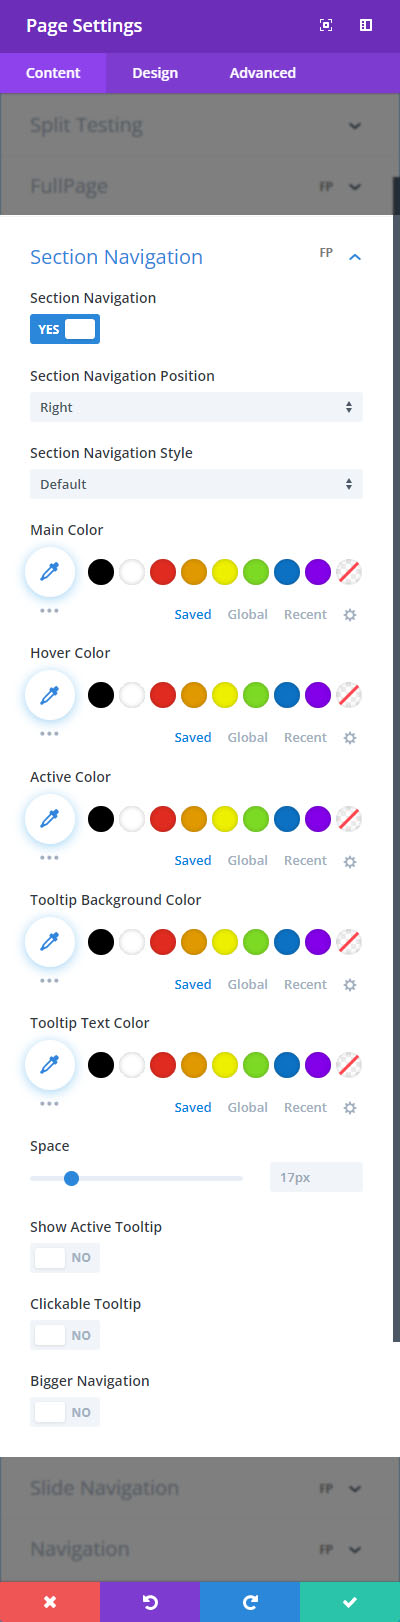 Page Settings
Content Design Advanced
Split Testing
FullPage FP
Section Navigation FP
Section Navigation
YES
Section Navigation Position
Right
Section Navigation Style
Default
Main Color
Saved Global Recent
Hover Color
Saved Global Recent
Active Color
Saved Global Recent
Tooltip Background Color
Saved Global Recent
Tooltip Text Color
Saved Global Recent
Space
17px
Show Active Tooltip
NO
Clickable Tooltip
NO
Bigger Navigation
NO
Slide Navigation FP
Navigation FP